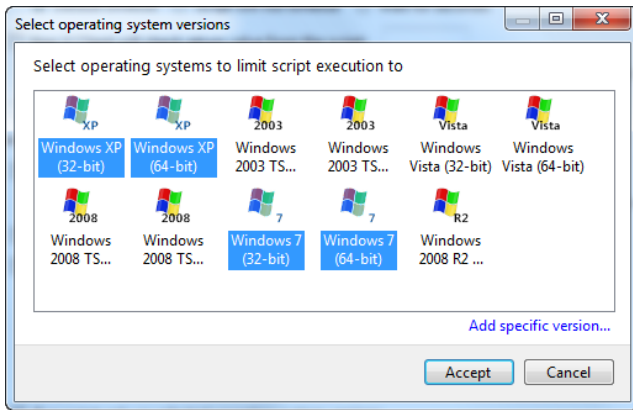 Select operating system versions
Select operating systems to limit script execution to
XP XP 2003 2003 Vista Vista
Windows XP Windows XP Windows Windows Windows Windows
(32-bit) (64-bit) 2003 TS... 2003 TS... Vista (32-bit) Vista (64-bit)
2008 2008 7 7 R2
Windows Windows Windows 7 Windows 7 Windows
2008 TS... 2008 TS... (32-bit) (64-bit) 2008 R2 ...
Add specific version...
Accept Cancel